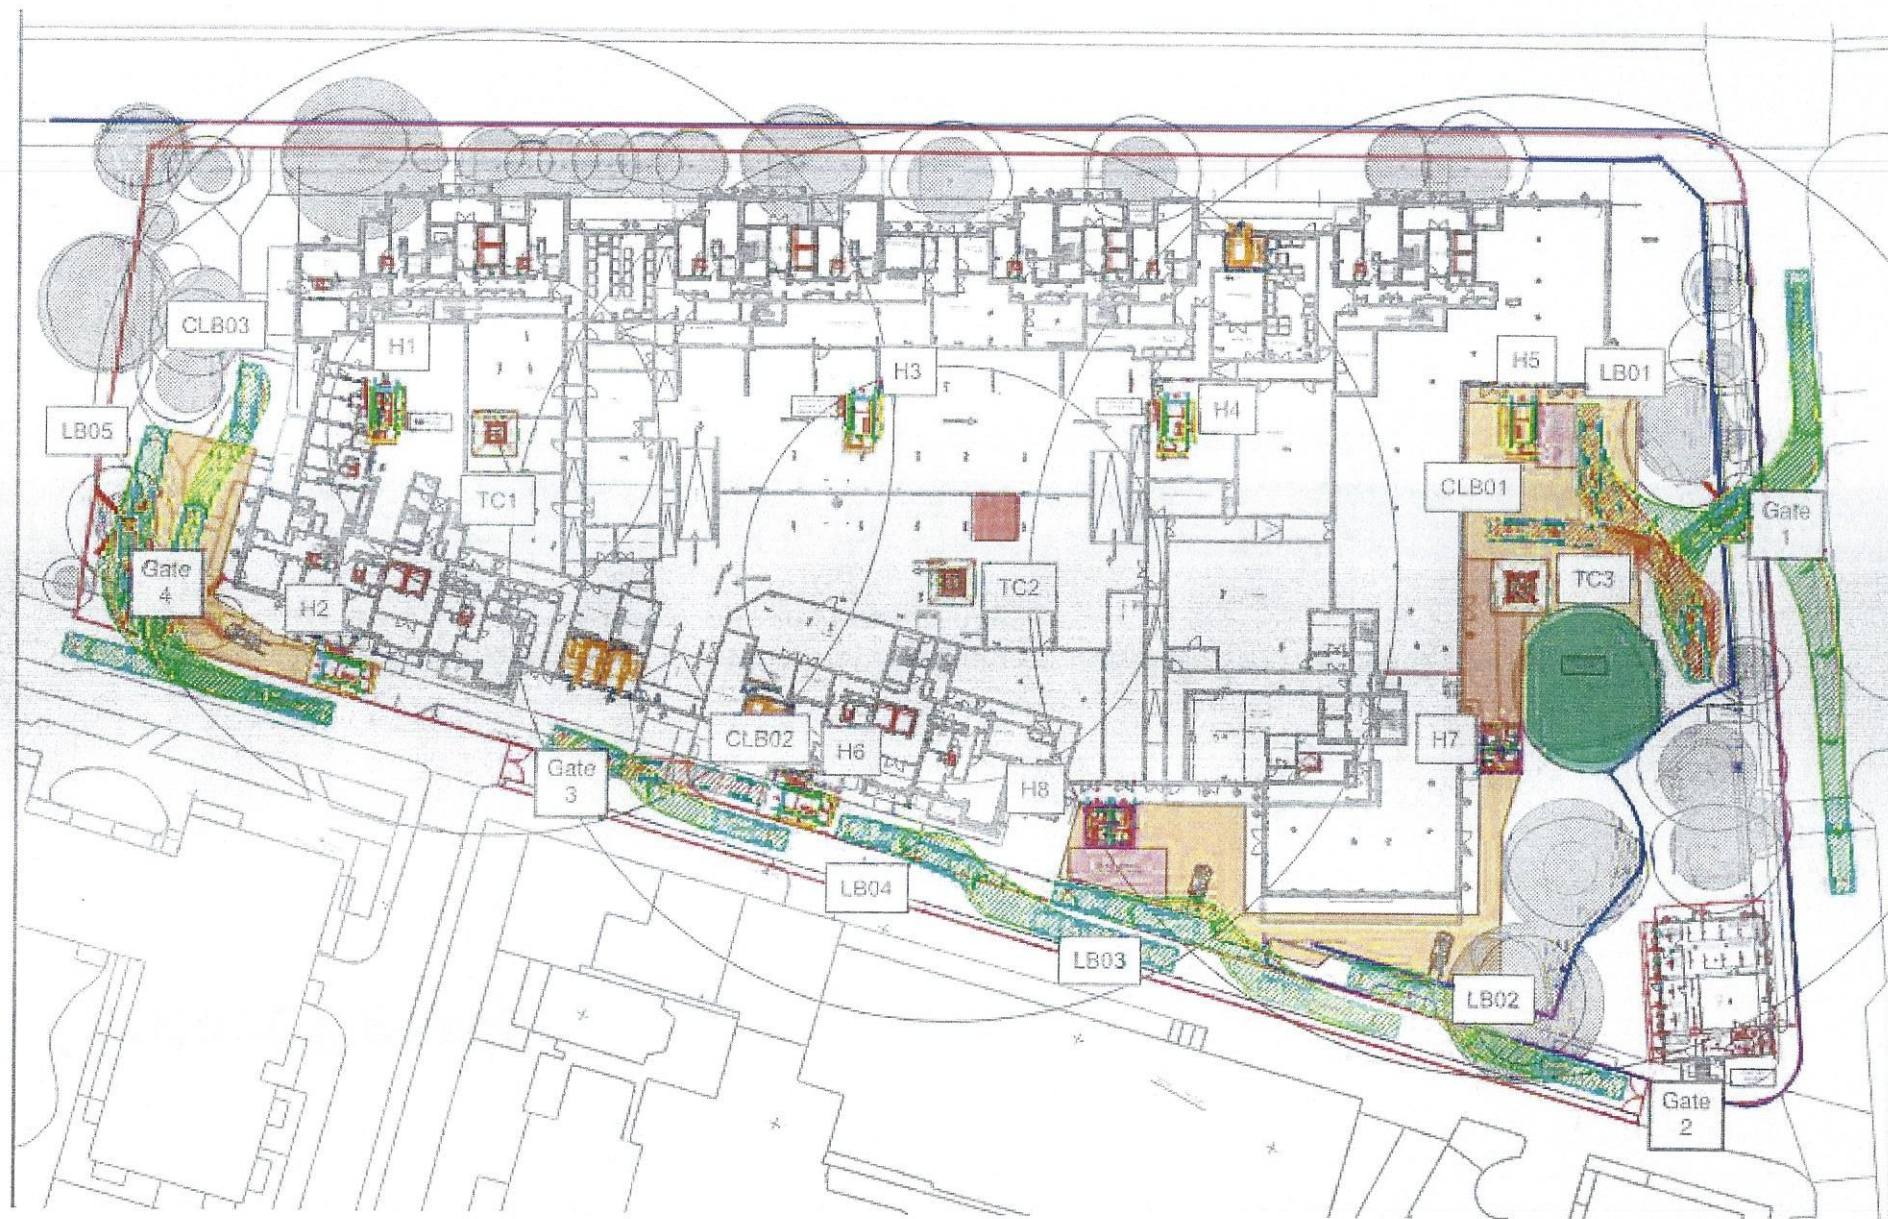 CLB03
H1
H3
H5
LB01
LB05
H4
TC1
CLB01
Gate
1
Gate
4
H2
TC2
TC3
CLB02
H6
H7
Gate
3
H8
LB04
LB03
LB02
Gate
2